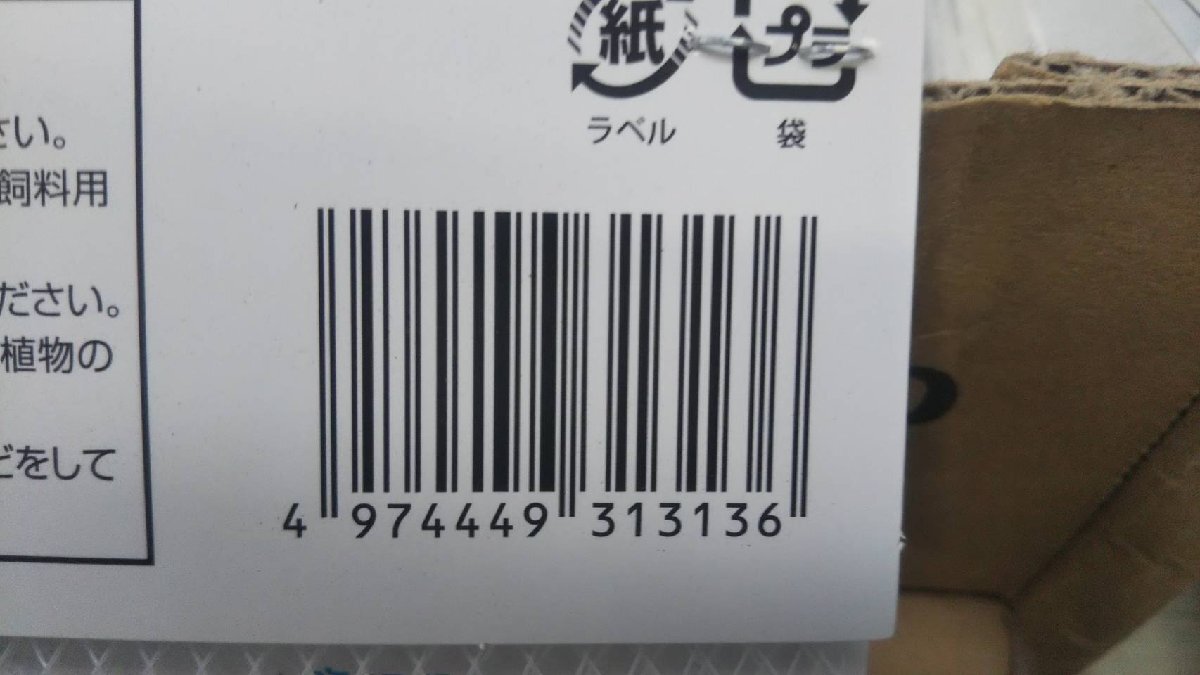 紙
プラ
ラベル
袋
さい。
飼料用
ださい。
植物の
どをして
4 974449 313136